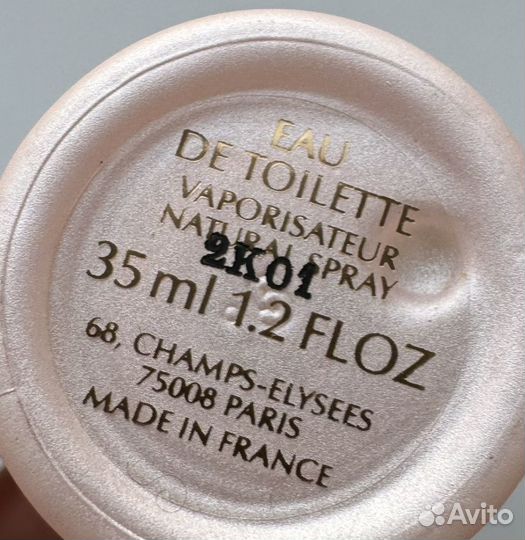 EAU
DE TOILETTE
VAPORISATEUR
NATURAL SPRAY
2K01
35 ml 1.2 FLOZ
68, CHAMPS-ELYSEES
75008 PARIS
MADE IN FRANCE
Avito